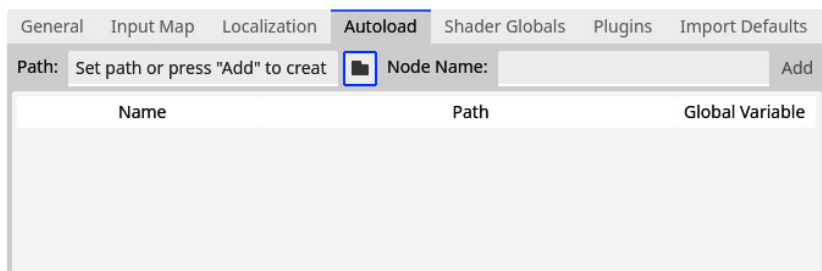 General Input Map Localization Autoload Shader Globals Plugins Import Defaults
Path: Set path or press "Add" to creat Node Name: Add
Name Path Global Variable